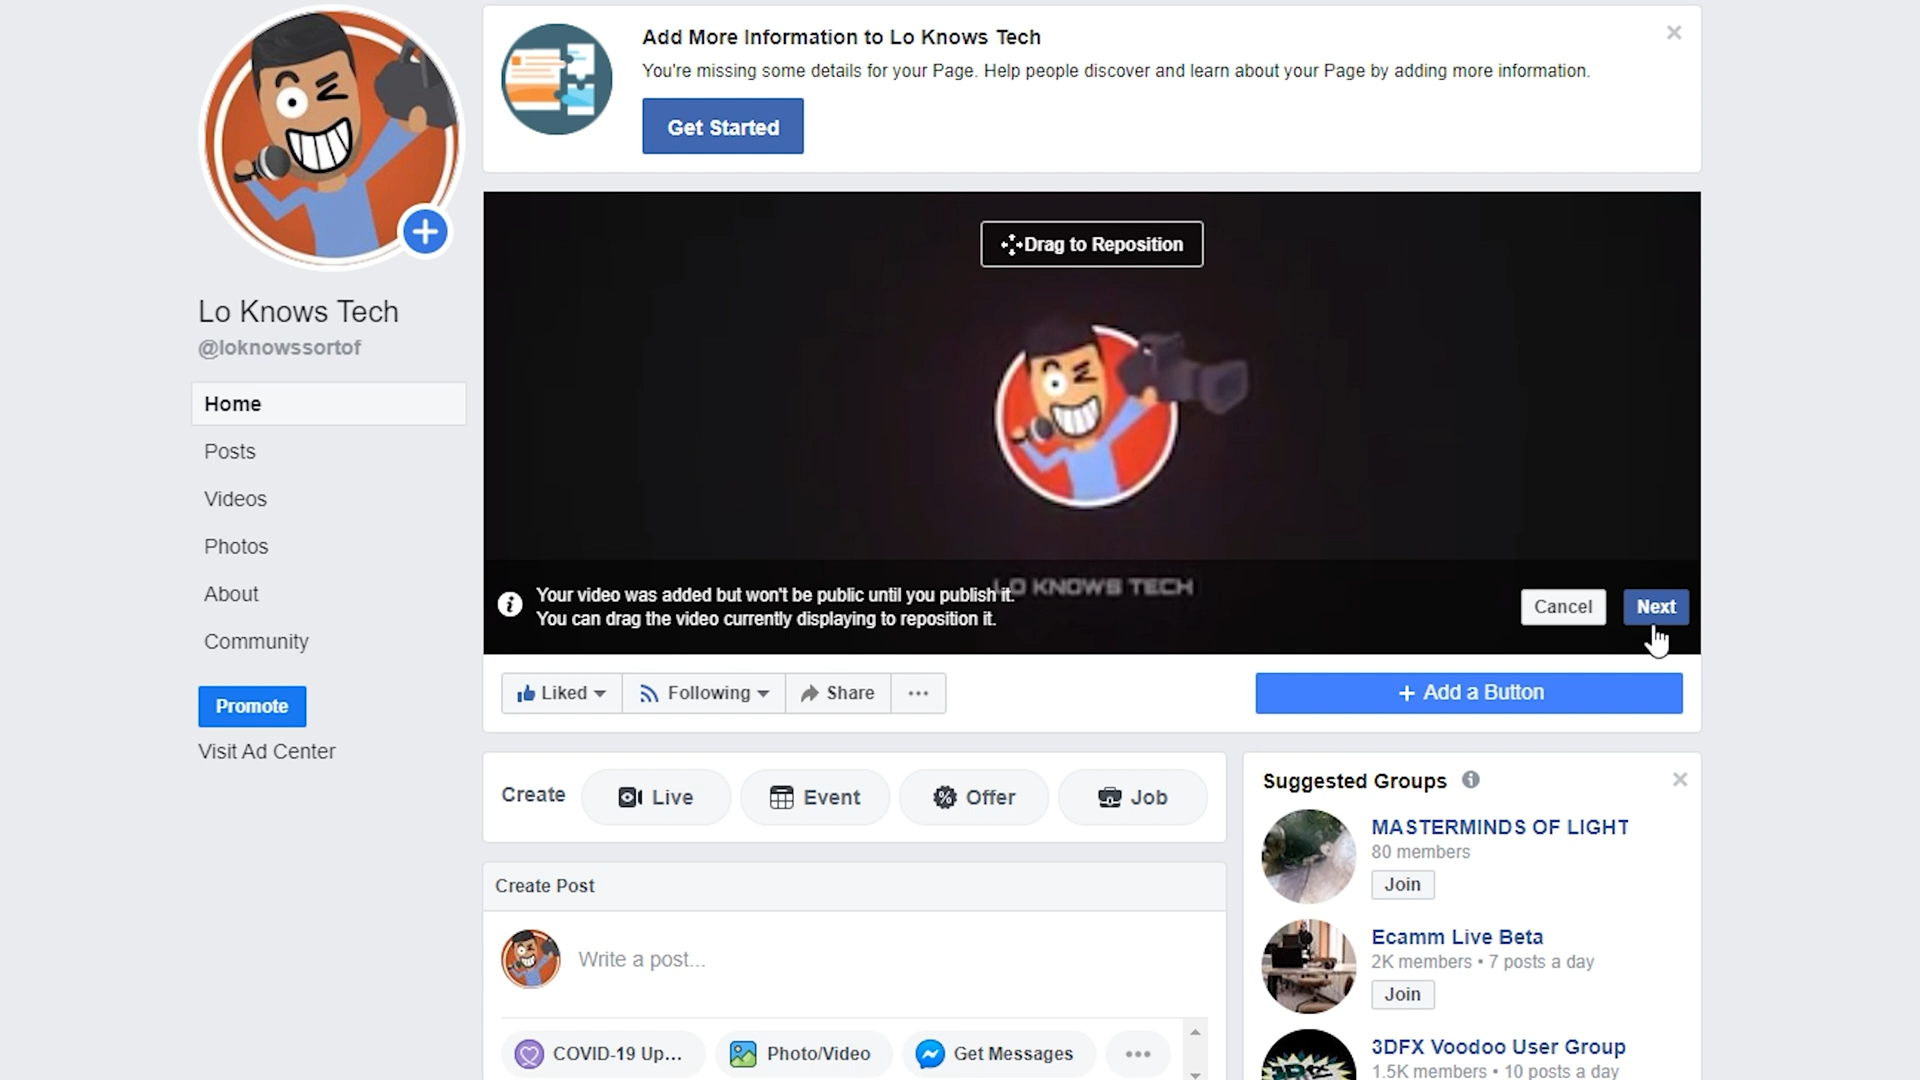 Add More Information to Lo Knows Tech
You're missing some details for your Page. Help people discover and learn about your Page by adding more information.
Get Started
Lo Knows Tech
@loknowssortof
Home
Posts
Videos
Photos
About
Community
Promote
Visit Ad Center
Drag to Reposition
LO KNOWS TECH
Your video was added but won't be public until you publish it.
You can drag the video currently displaying to reposition it.
Cancel
Next
Liked
Following
Share
+ Add a Button
Create
Live
Event
Offer
Job
Create Post
Write a post...
COVID-19 Up...
Photo/Video
Get Messages
Suggested Groups
MASTERMINDS OF LIGHT
80 members
Join
Ecamm Live Beta
2K members • 7 posts a day
Join
3DFX Voodoo User Group
1.5K members • 10 posts a day